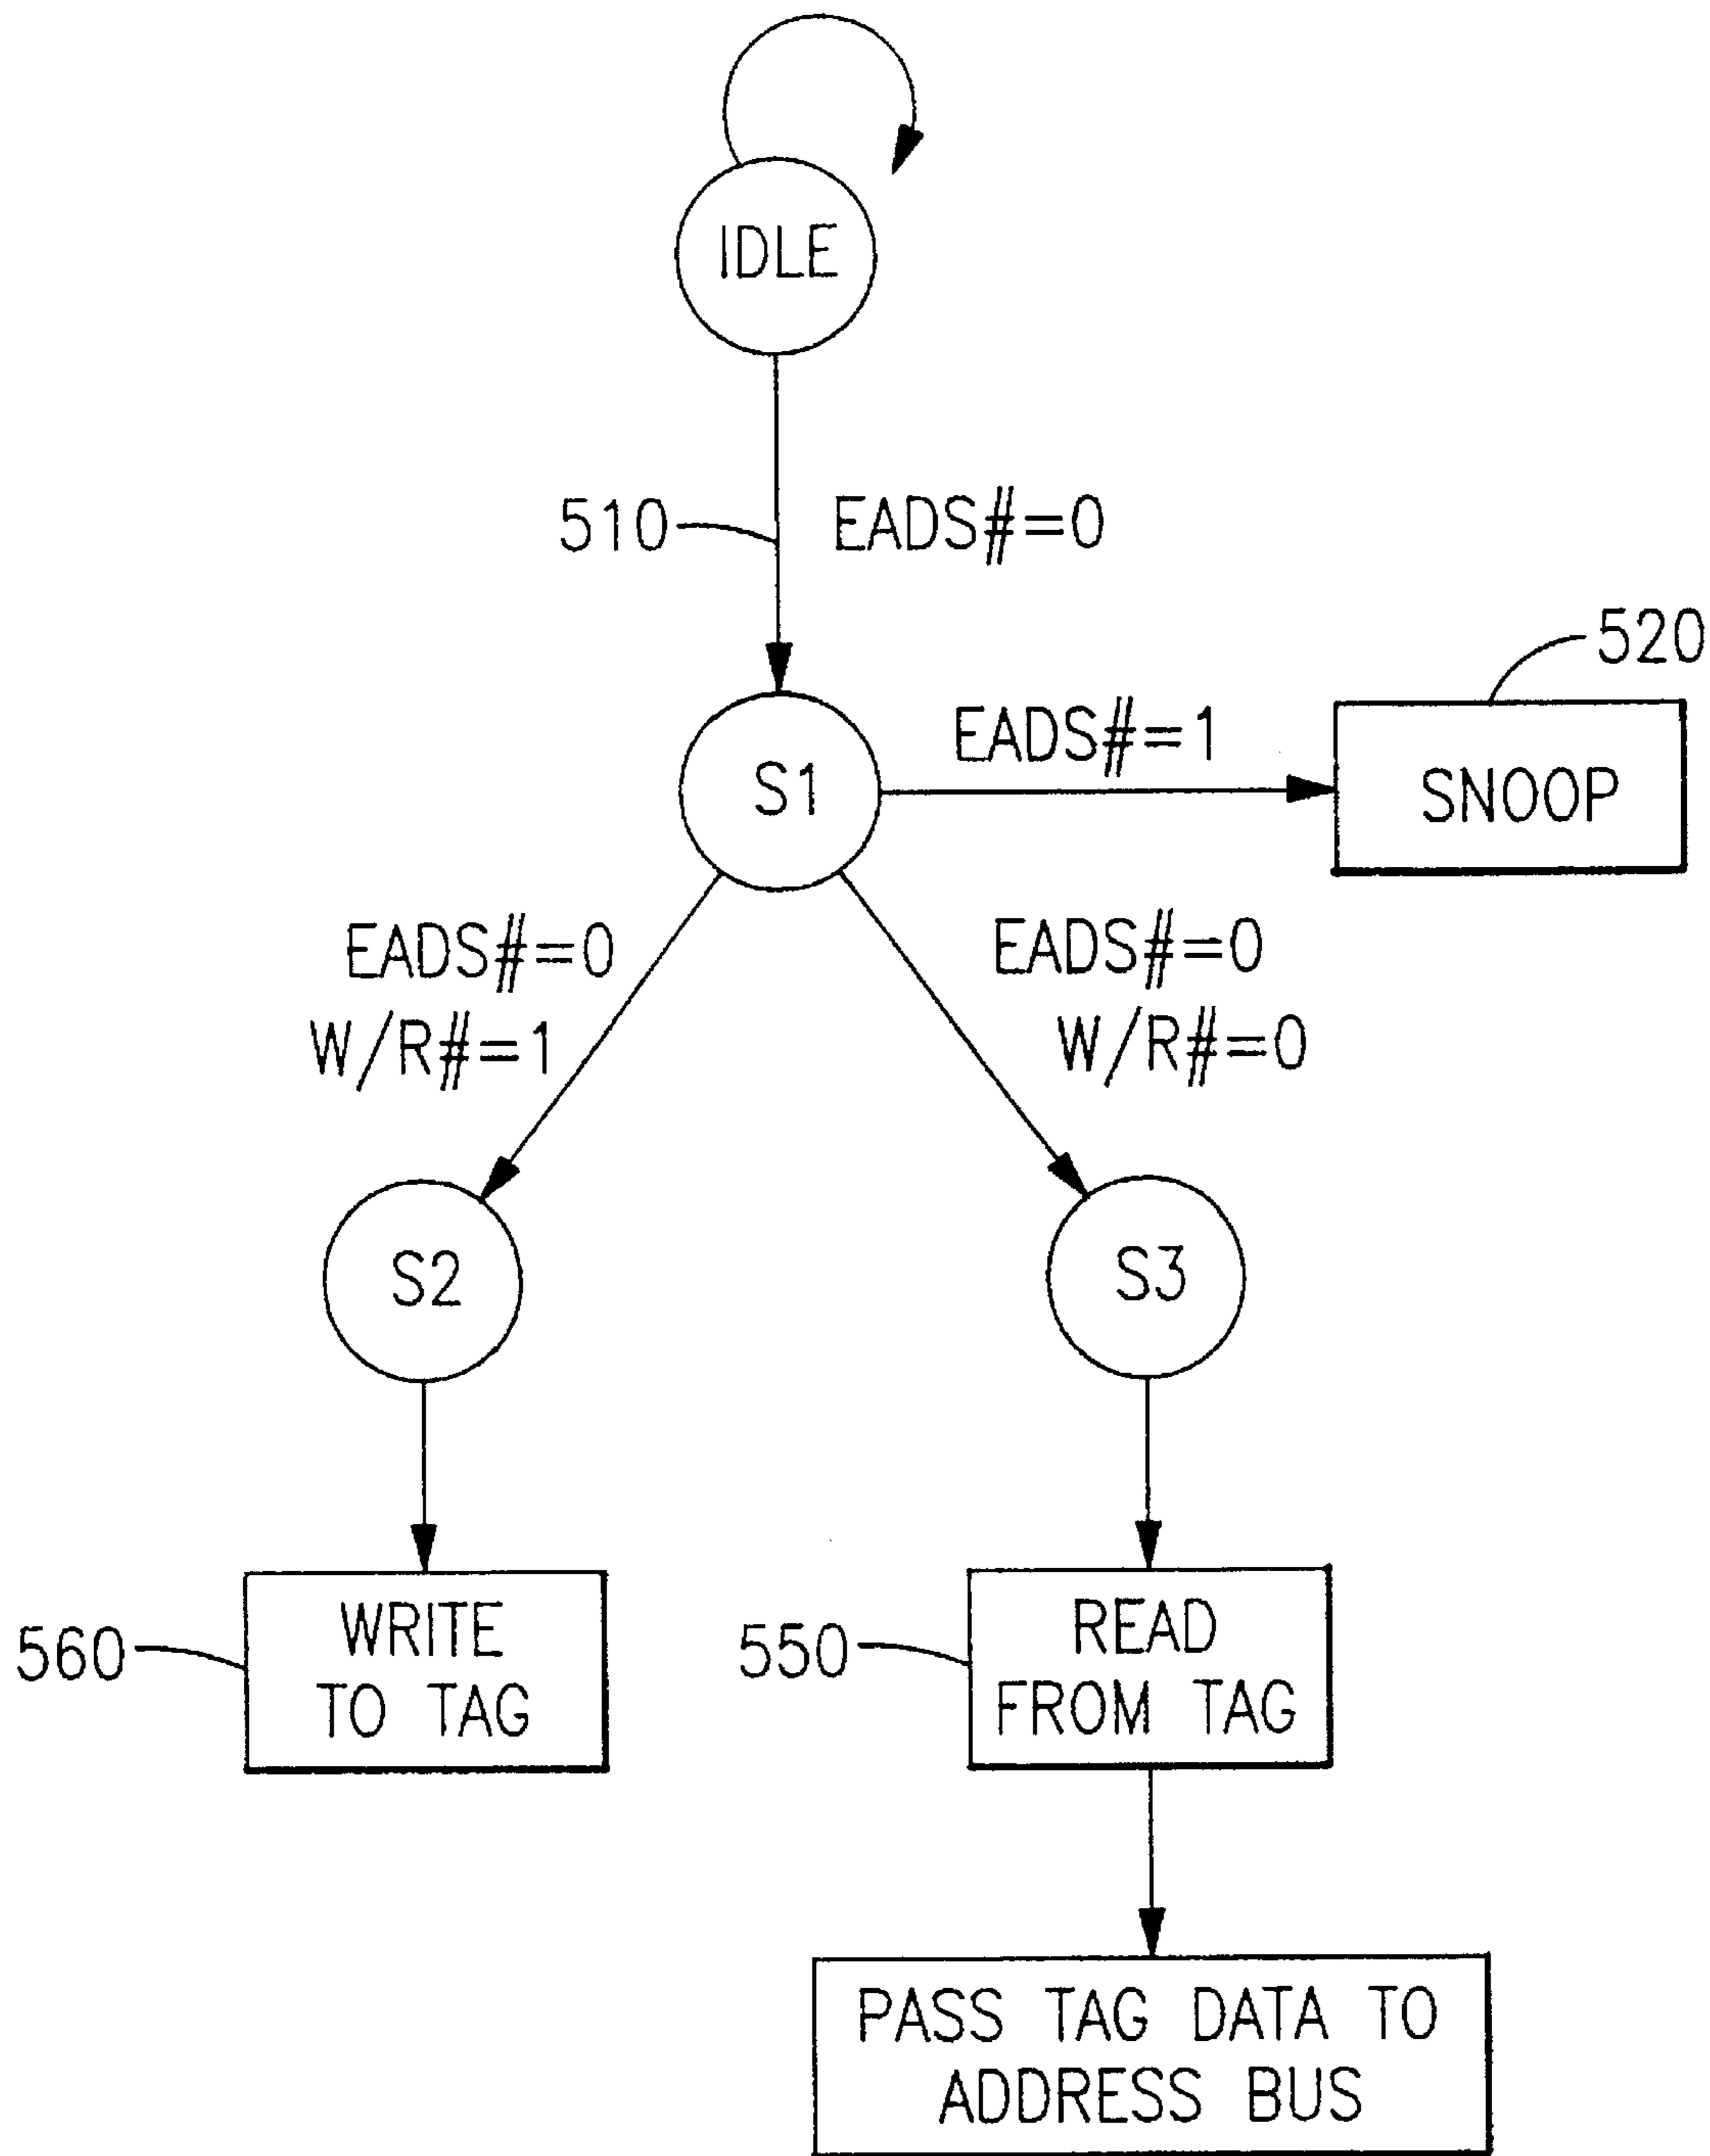 IDLE
510
EADS#=0
520
EADS#=1
S1
SNOOP
EADS#=0
W/R#=1
EADS#=0
W/R#=0
S2
S3
560
WRITE
TO TAG
550
READ
FROM TAG
PASS TAG DATA TO
ADDRESS BUS